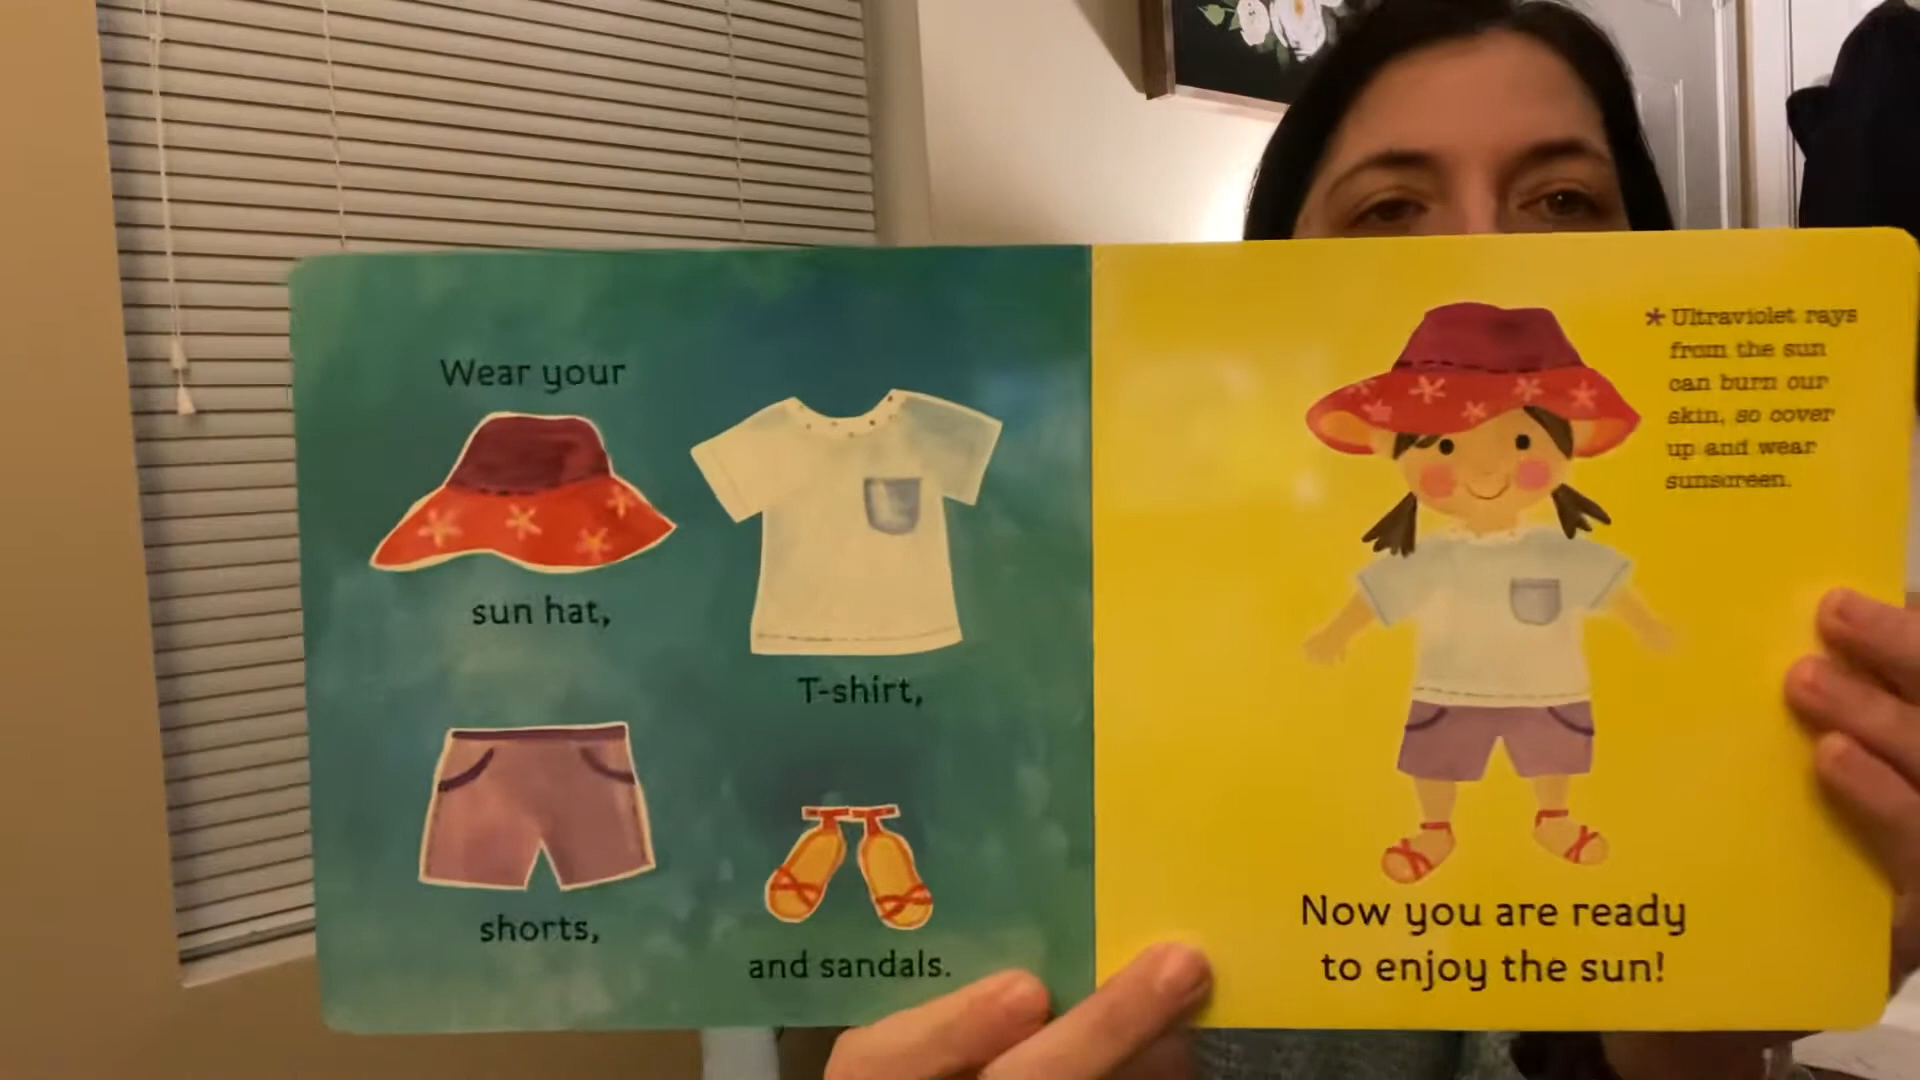 Wear your
sun hat,
T-shirt,
shorts,
and sandals.
* Ultraviolet rays
from the sun
can burn our
skin, so cover
up and wear
sunscreen.
Now you are ready
to enjoy the sun!